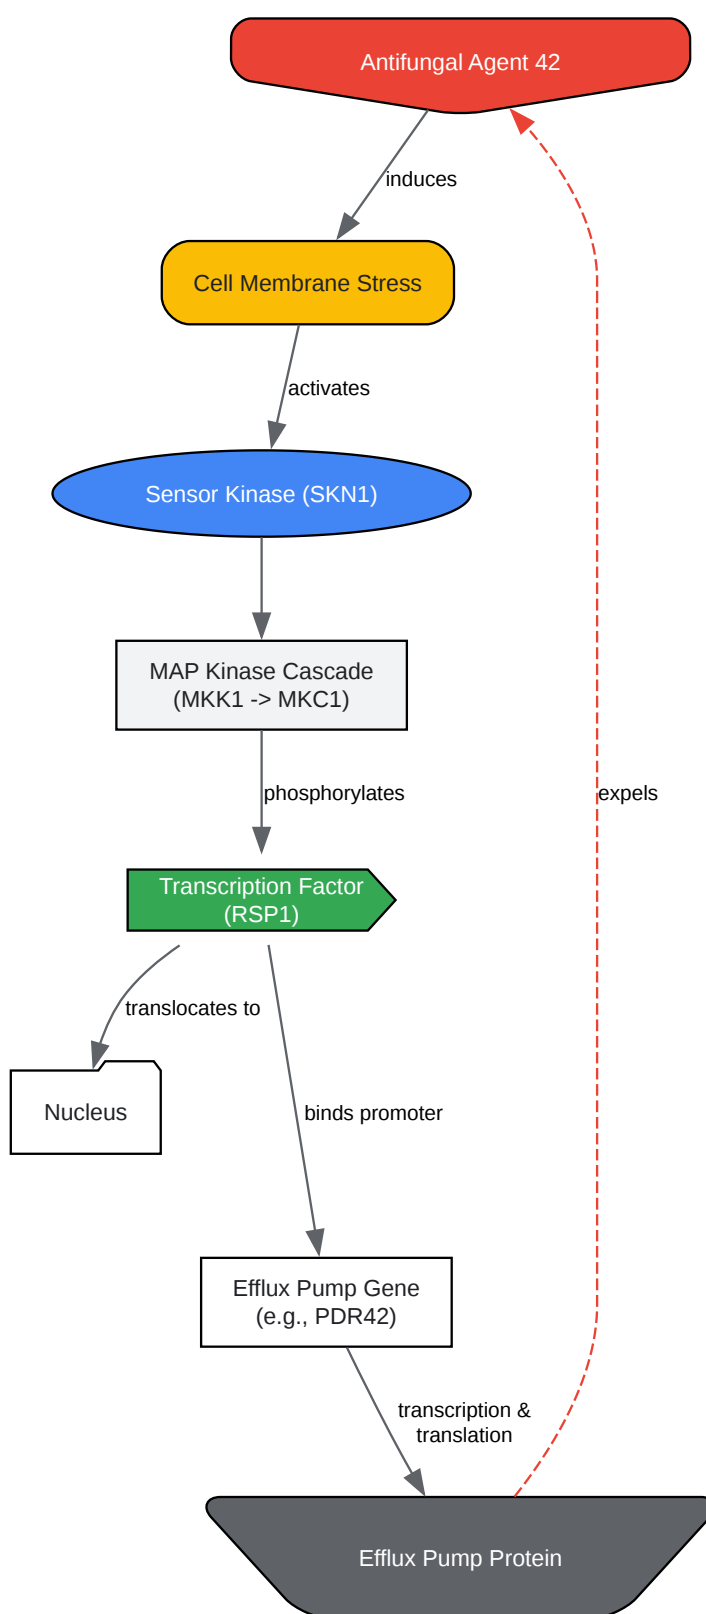 Antifungal Agent 42
induces
Cell Membrane Stress
activates
Sensor Kinase (SKN1)
MAP Kinase Cascade
(MKK1 -> MKC1)
phosphorylates
expels
Transcription Factor
(RSP1)
translocates to
Nucleus
binds promoter
Efflux Pump Gene
(e.g., PDR42)
transcription &
translation
Efflux Pump Protein